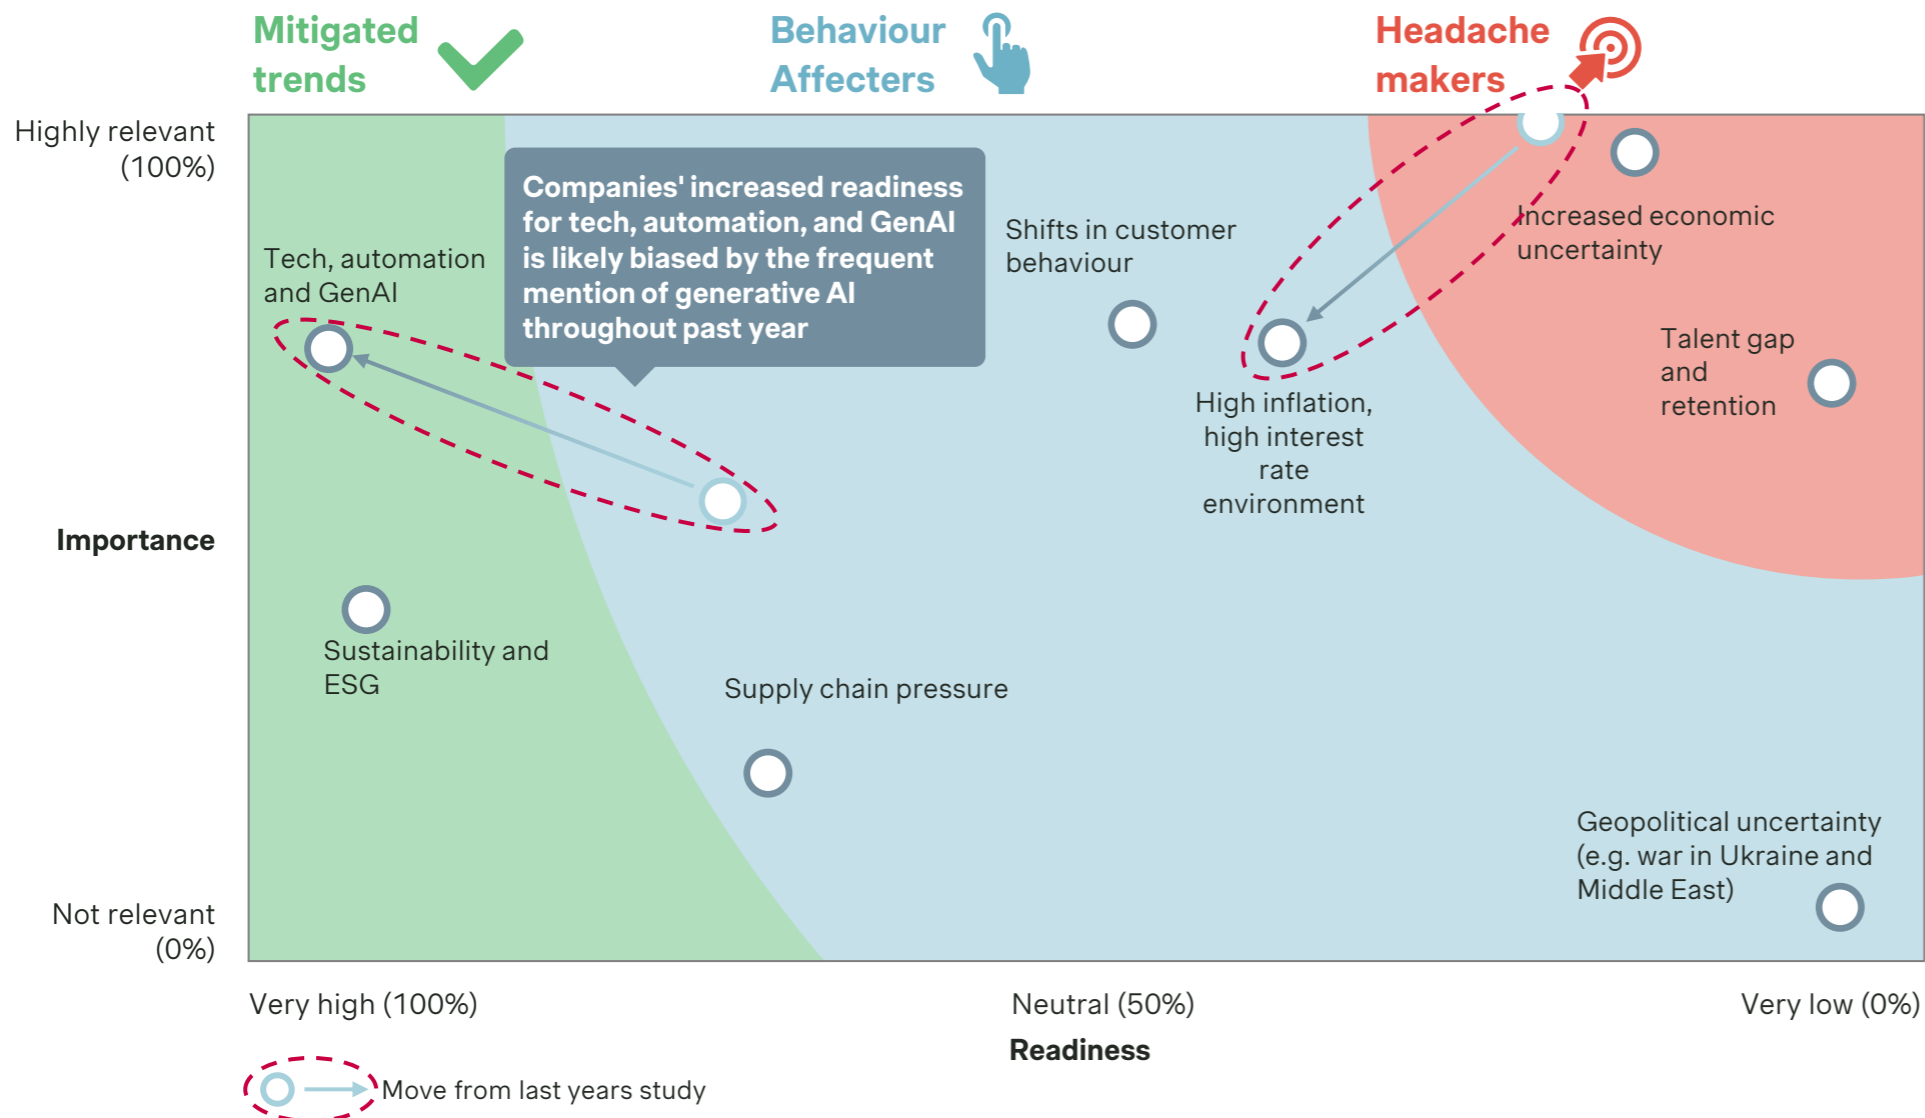 Mitigated
trends
Behaviour
Affecters
Headache
makers
Highly relevant
(100%)
Companies' increased readiness
for tech, automation, and GenAI
is likely biased by the frequent
mention of generative AI
throughout past year
Tech, automation
and GenAI
Shifts in customer
behaviour
Increased economic
uncertainty
Talent gap
and
retention
High inflation,
high interest
rate
environment
Importance
Sustainability and
ESG
Supply chain pressure
Geopolitical uncertainty
(e.g. war in Ukraine and
Middle East)
Not relevant
(0%)
Very high (100%)
Neutral (50%)
Very low (0%)
Readiness
Move from last years study